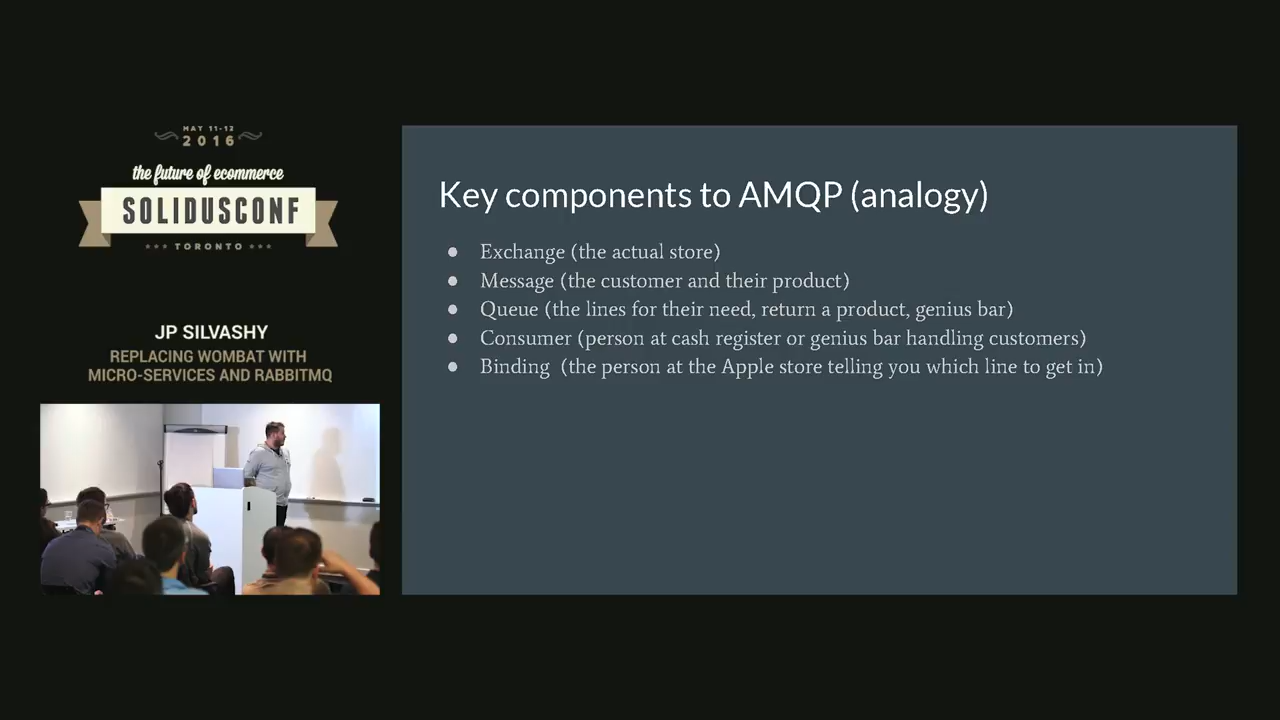 MAY 11-12
2016
the future of ecommerce
SOLIDUSCONF
TORONTO
JP SILVASHY
REPLACING WOMBAT WITH
MICRO-SERVICES AND RABBITMQ
Key components to AMQP (analogy)
● Exchange (the actual store)
● Message (the customer and their product)
● Queue (the lines for their need, return a product, genius bar)
● Consumer (person at cash register or genius bar handling customers)
● Binding (the person at the Apple store telling you which line to get in)